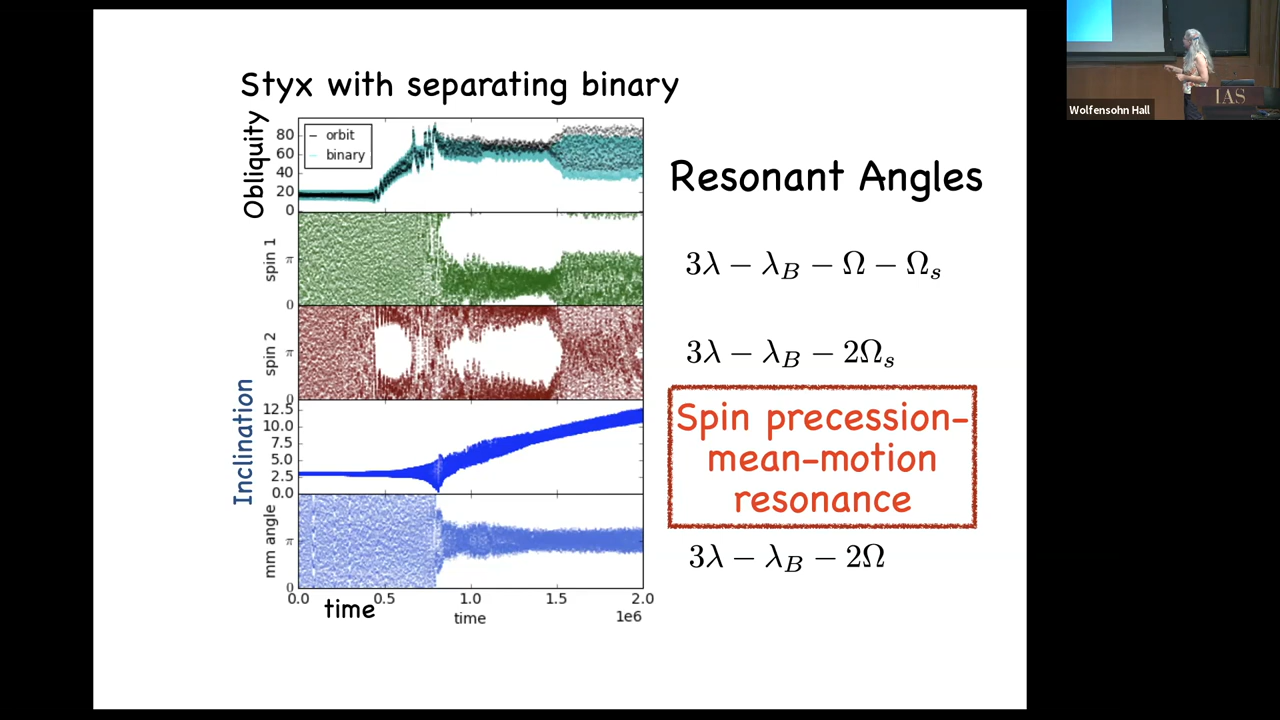 Styx with separating binary
Obliquity
80
60
40
20
0
orbit
binary
spin 1
π
0
spin 2
π
0
Inclination
12.5
10.0
7.5
5.0
2.5
0.0
mm angle
π
0
0.0 0.5 1.0 1.5 2.0
time
time
1e6
Resonant Angles
3λ − λ_B − Ω − Ω_s
3λ − λ_B − 2Ω_s
Spin precession-
mean-motion
resonance
3λ − λ_B − 2Ω
IAS
Wolfensohn Hall